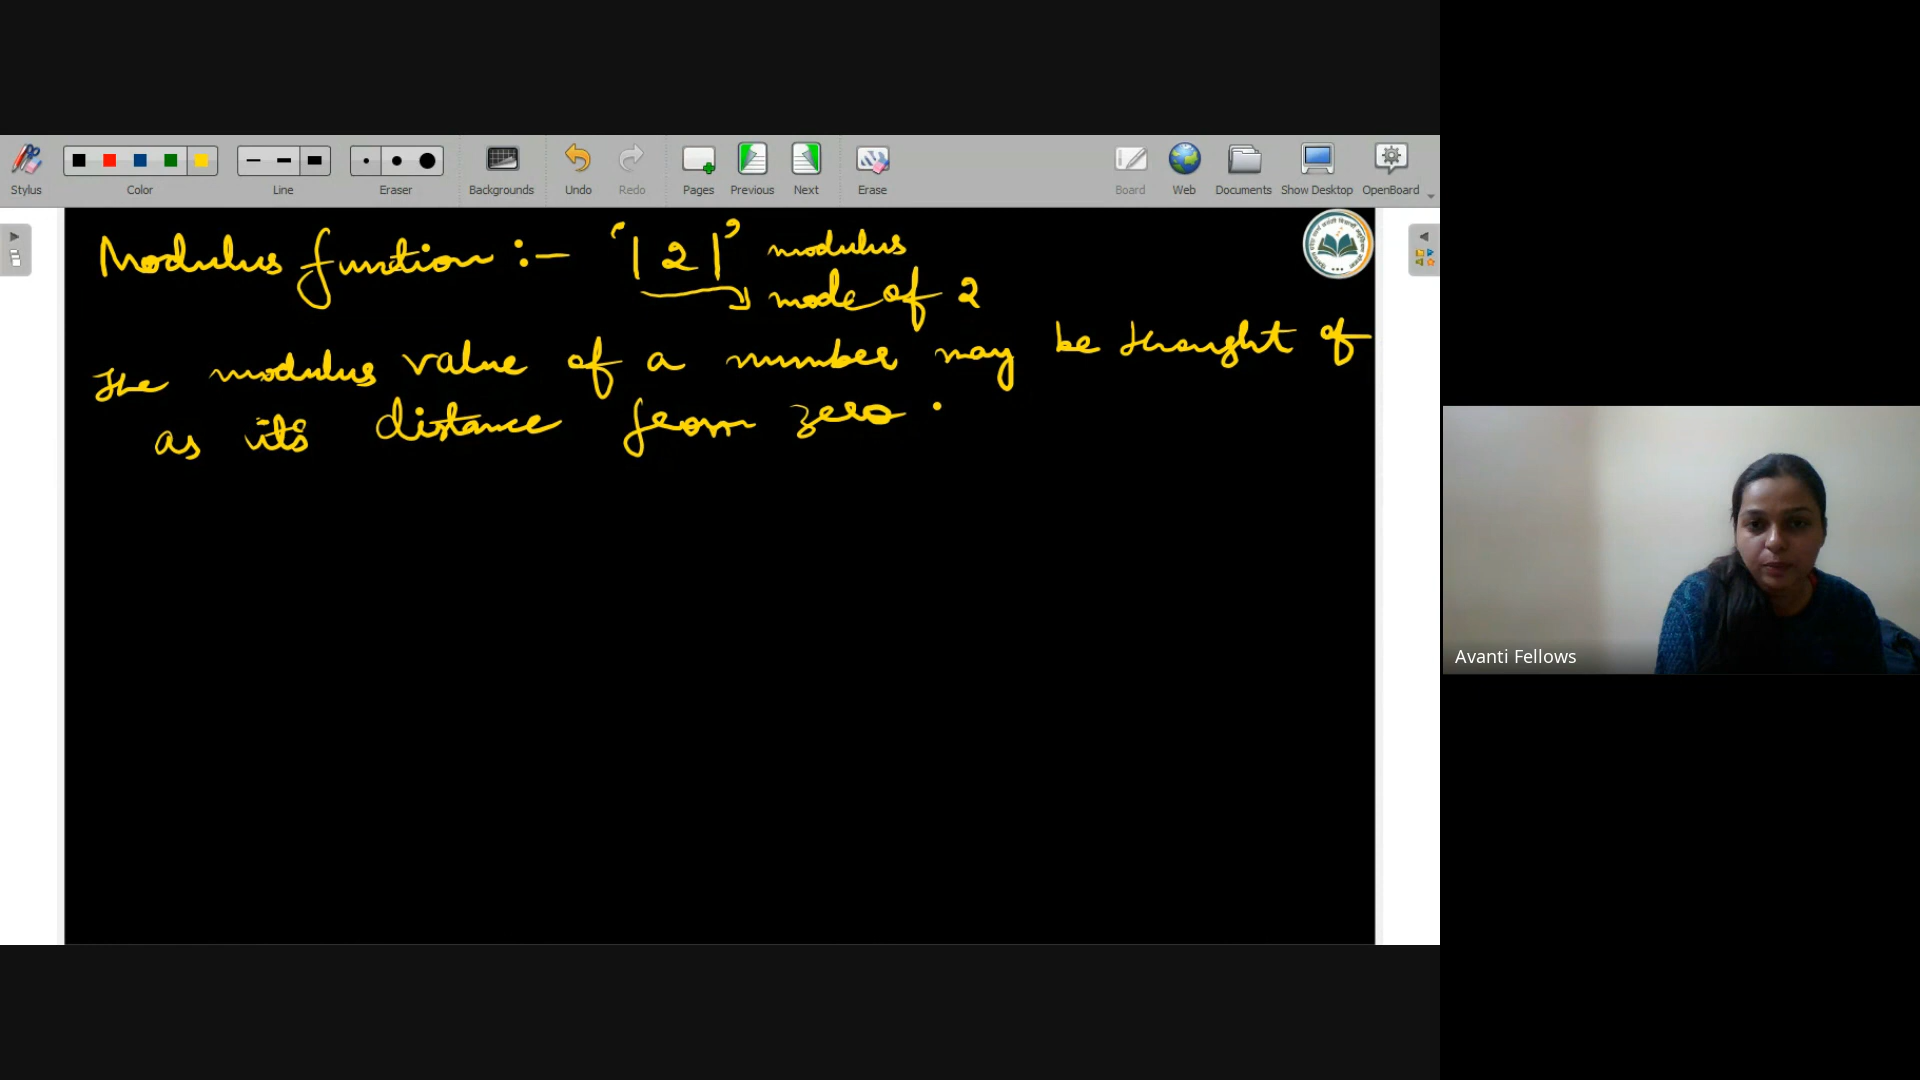 Stylus Color Line Eraser Backgrounds Undo Redo Pages Previous Next Erase Board Web Documents Show Desktop OpenBoard
Modulus function :- '|2|' modulus
mode of 2
The modulus value of a number may be thought of
as its distance from zero.
Avanti Fellows